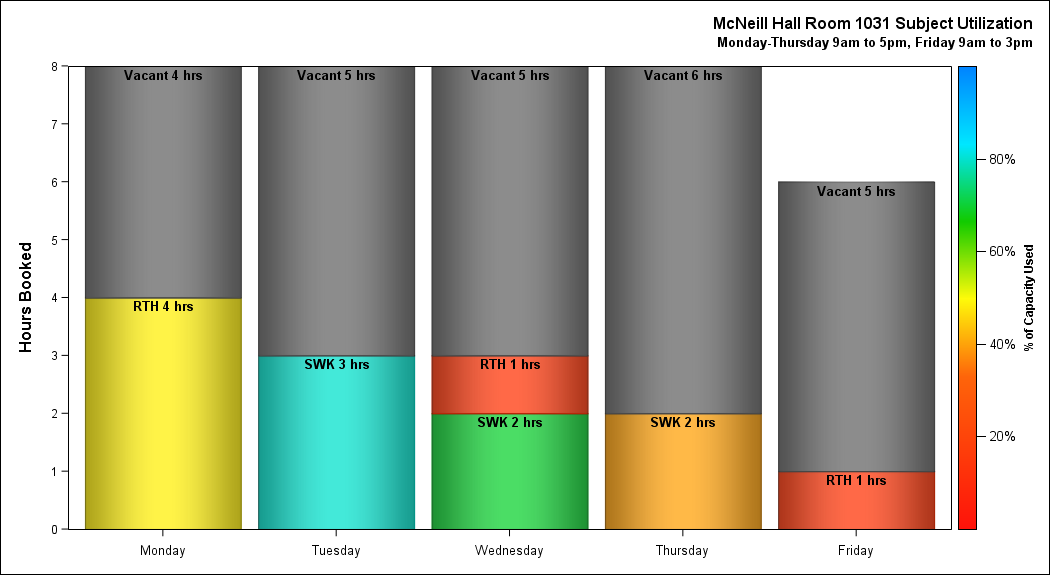 McNeill Hall Room 1031 Subject Utilization
Monday-Thursday 9am to 5pm, Friday 9am to 3pm
Hours Booked
8
7
6
5
4
3
2
1
0
Vacant 4 hrs
RTH 4 hrs
Vacant 5 hrs
SWK 3 hrs
Vacant 5 hrs
RTH 1 hrs
SWK 2 hrs
Vacant 6 hrs
SWK 2 hrs
Vacant 5 hrs
RTH 1 hrs
Monday
Tuesday
Wednesday
Thursday
Friday
80%
60%
40%
20%
% of Capacity Used